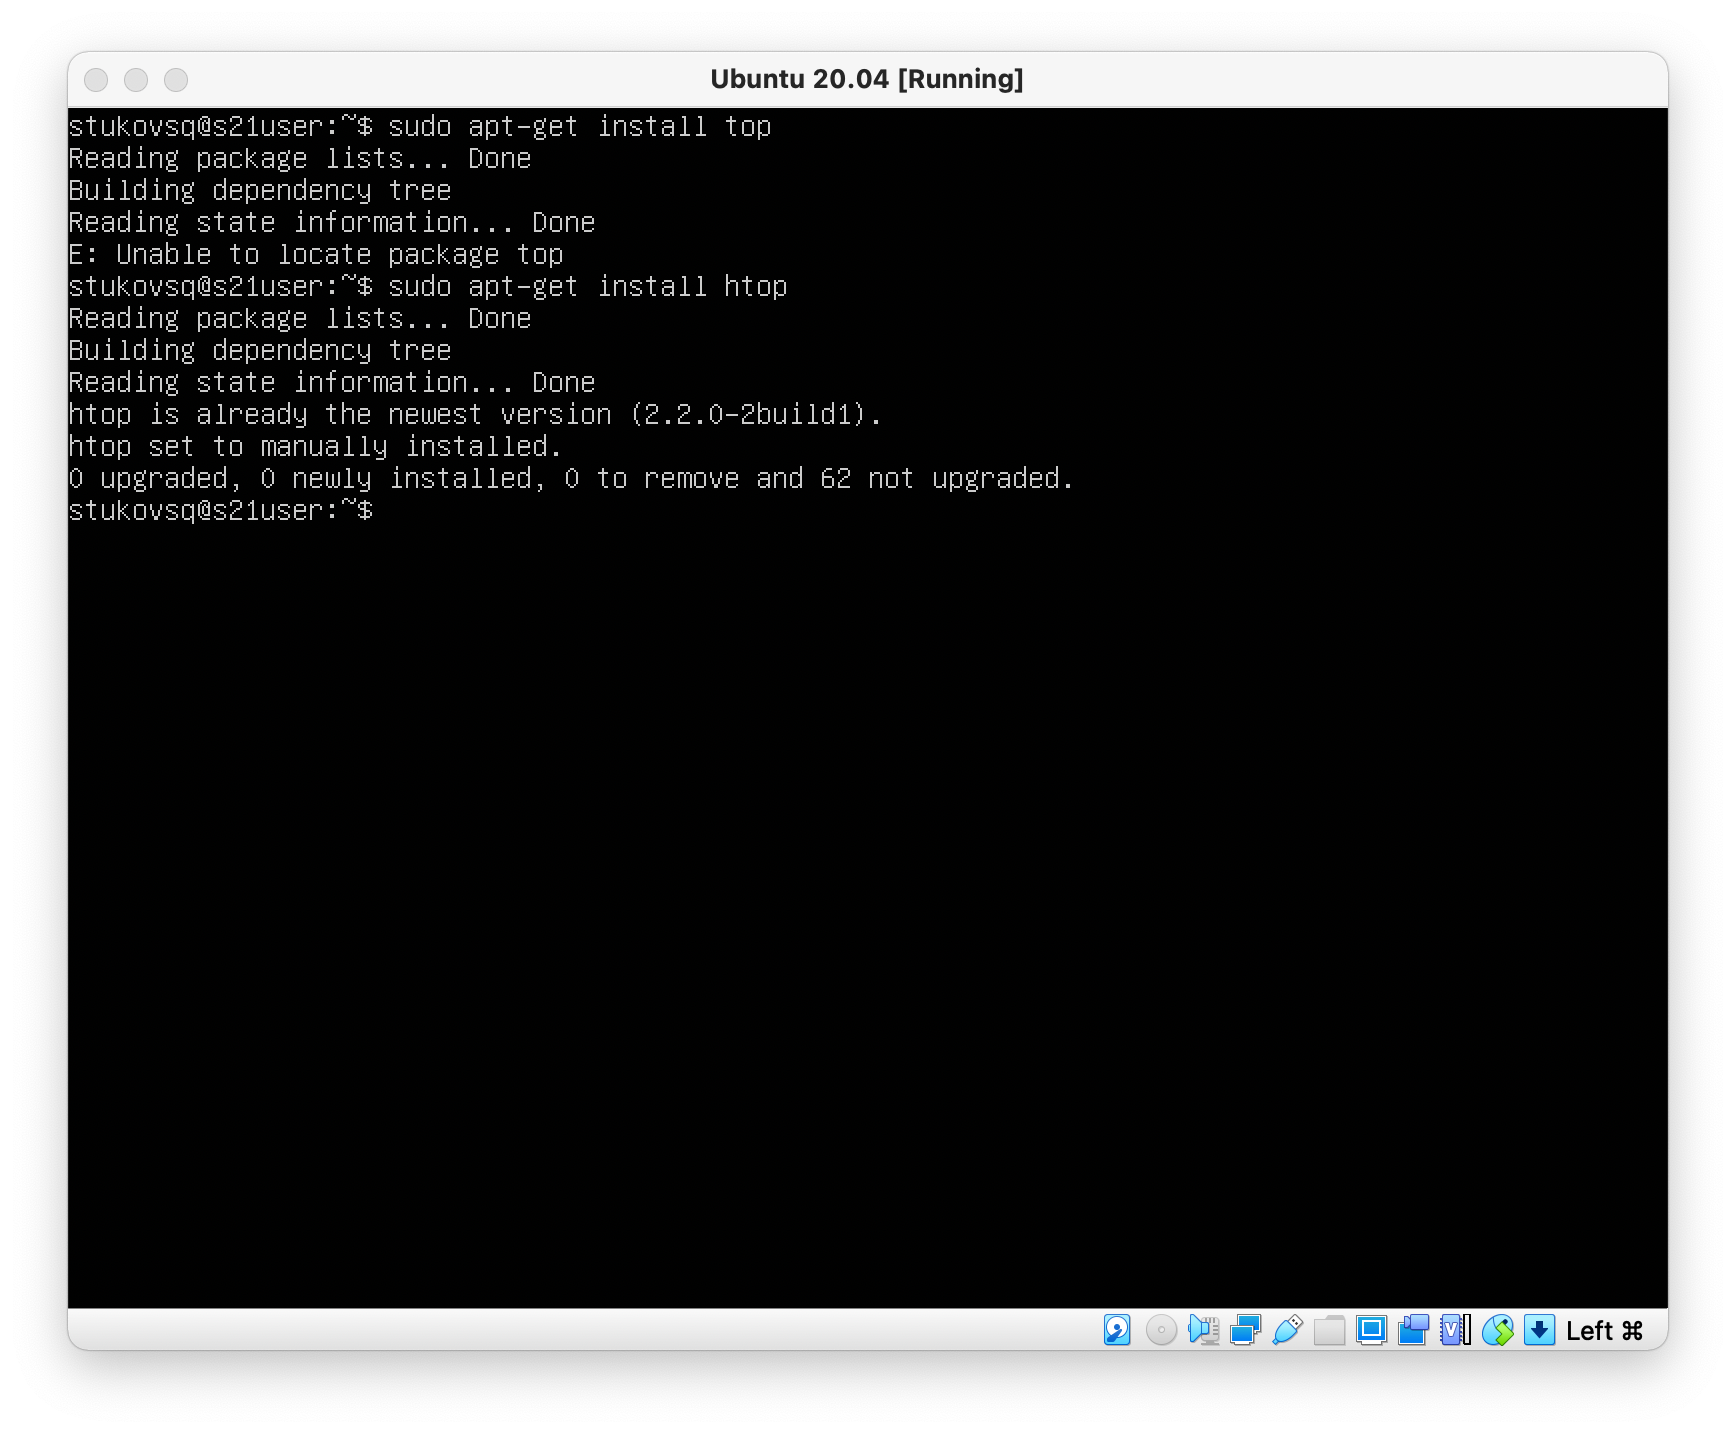 Ubuntu 20.04 [Running]
stukovsq@s21user:~$ sudo apt-get install top
Reading package lists... Done
Building dependency tree
Reading state information... Done
E: Unable to locate package top
stukovsq@s21user:~$ sudo apt-get install htop
Reading package lists... Done
Building dependency tree
Reading state information... Done
htop is already the newest version (2.2.0-2build1).
htop set to manually installed.
0 upgraded, 0 newly installed, 0 to remove and 62 not upgraded.
stukovsq@s21user:~$
Left ⌘